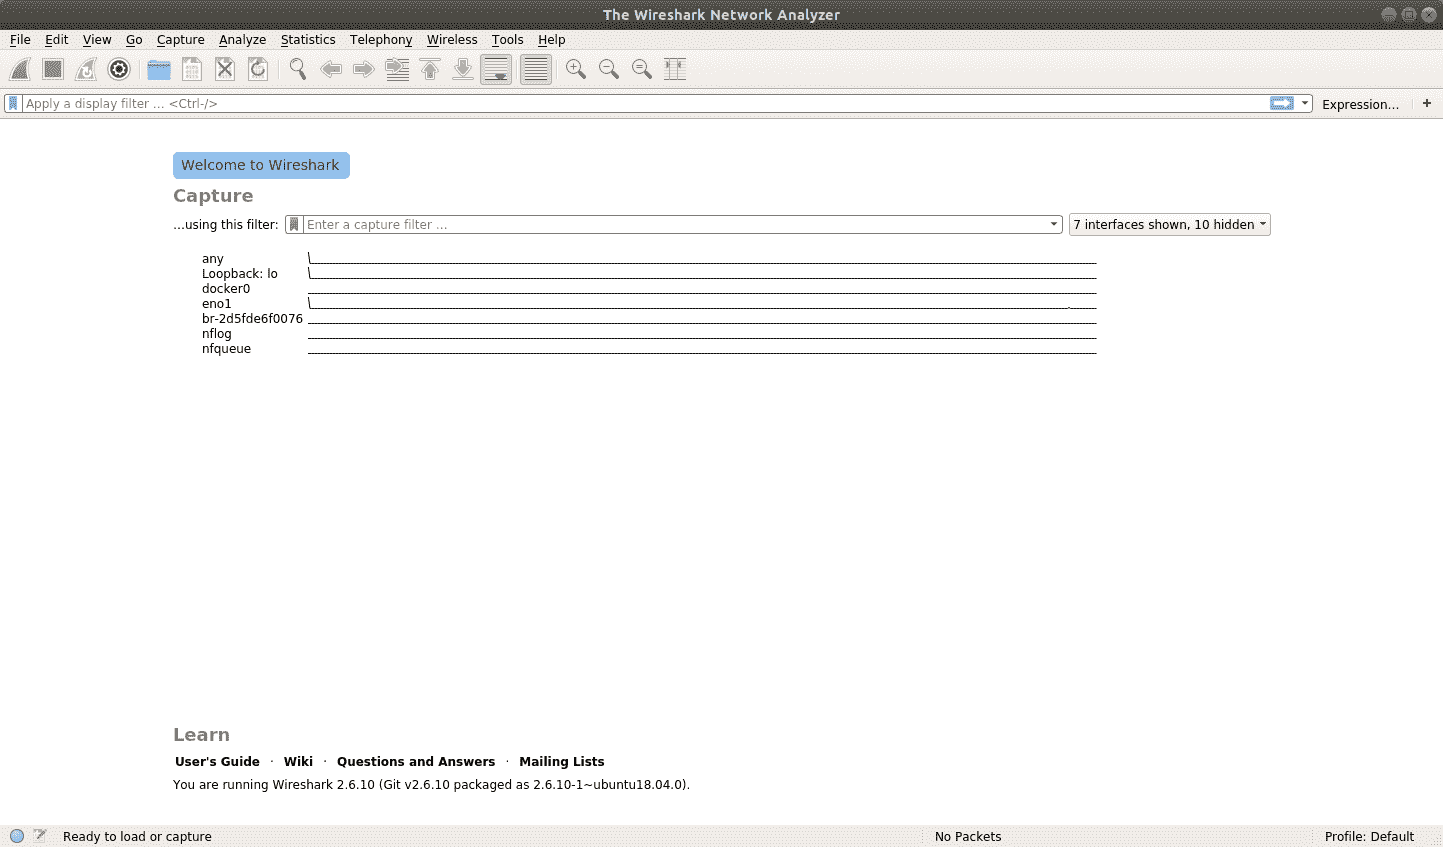 The Wireshark Network Analyzer
File Edit View Go Capture Analyze Statistics Telephony Wireless Tools Help
Apply a display filter ... <Ctrl-/> Expression... +
Welcome to Wireshark
Capture
...using this filter: Enter a capture filter ... 7 interfaces shown, 10 hidden
any
Loopback: lo
docker0
eno1
br-2d5fde6f0076
nflog
nfqueue
Learn
User's Guide · Wiki · Questions and Answers · Mailing Lists
You are running Wireshark 2.6.10 (Git v2.6.10 packaged as 2.6.10-1~ubuntu18.04.0).
Ready to load or capture No Packets Profile: Default